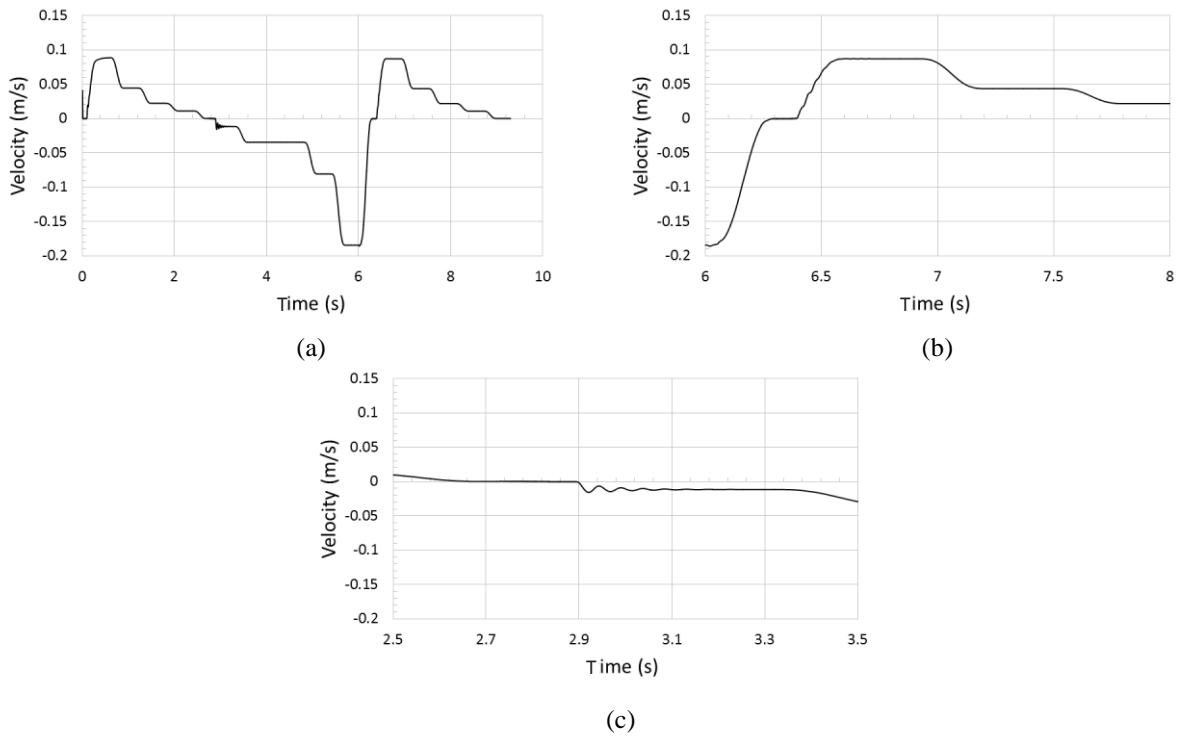 0.15
0.1
0.05
0
-0.05
-0.1
-0.15
-0.2
Velocity (m/s)
0 2 4 6 8 10
Time (s)
(a)
0.15
0.1
0.05
0
-0.05
-0.1
-0.15
-0.2
Velocity (m/s)
6 6.5 7 7.5 8
Time (s)
(b)
0.15
0.1
0.05
0
-0.05
-0.1
-0.15
-0.2
Velocity (m/s)
2.5 2.7 2.9 3.1 3.3 3.5
Time (s)
(c)